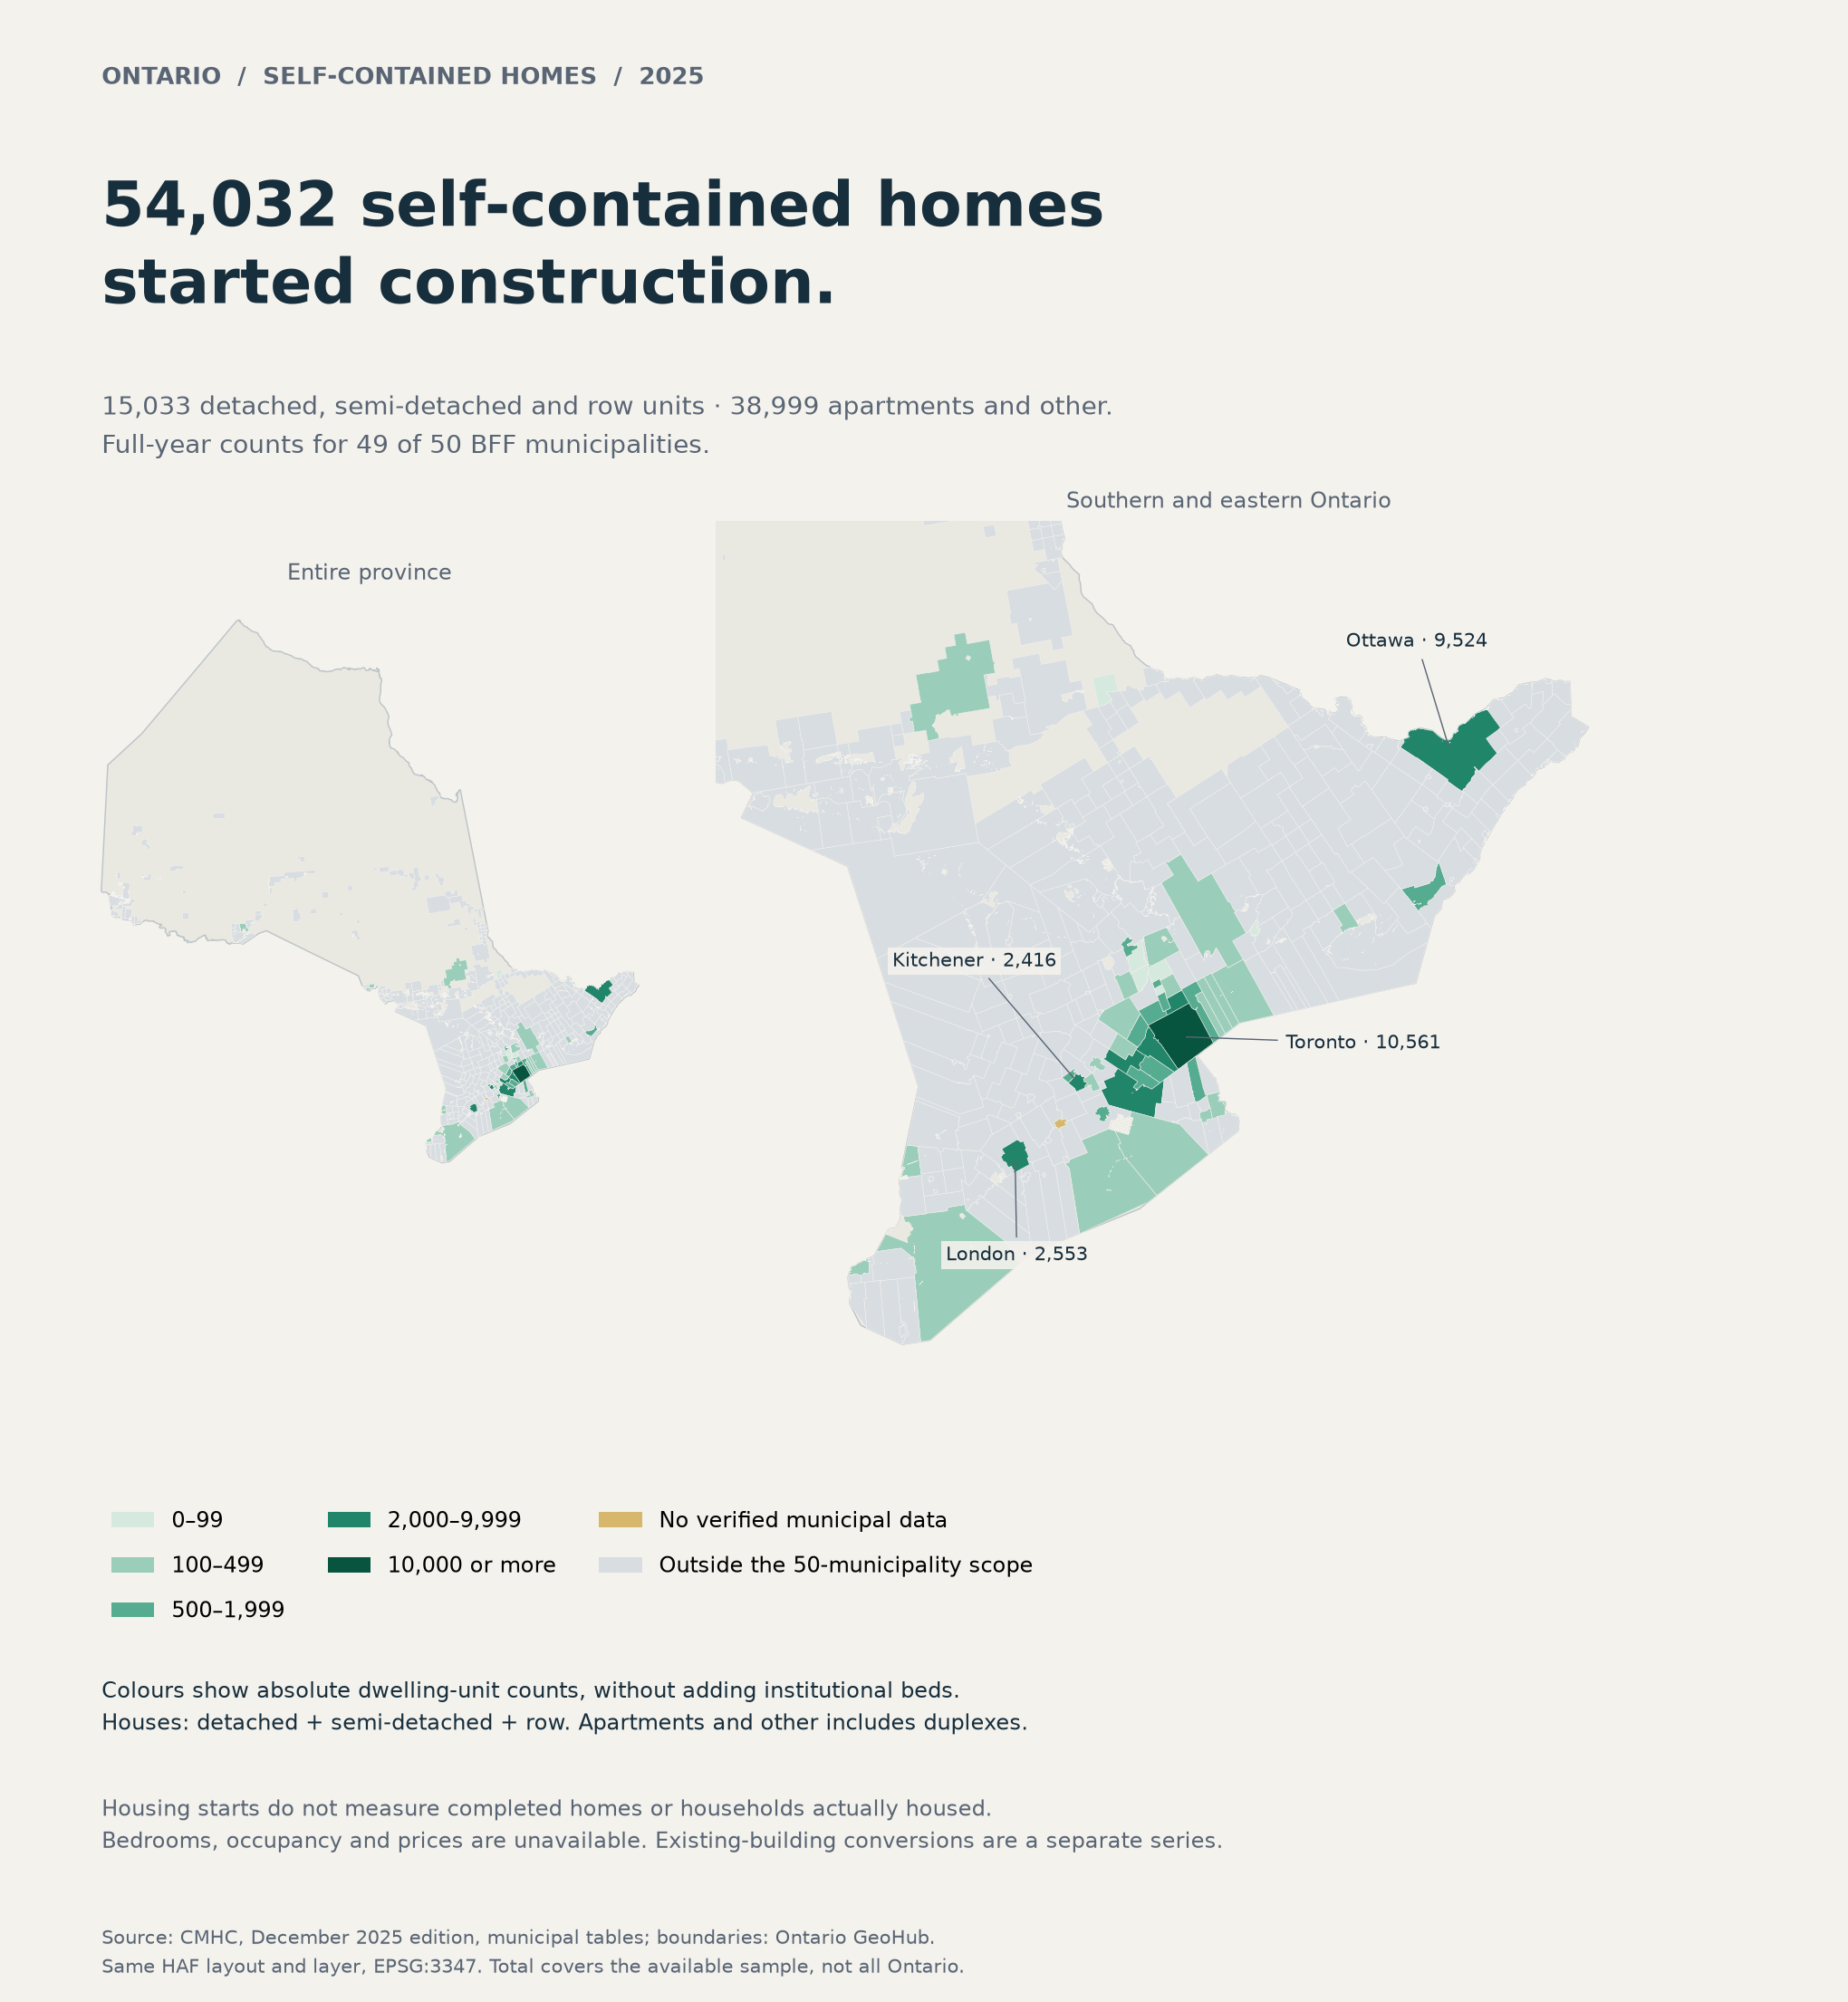 ONTARIO / SELF-CONTAINED HOMES / 2025
54,032 self-contained homes
started construction.
15,033 detached, semi-detached and row units · 38,999 apartments and other.
Full-year counts for 49 of 50 BFF municipalities.
Southern and eastern Ontario
Entire province
Ottawa · 9,524
Kitchener · 2,416
Toronto · 10,561
London · 2,553
0–99
2,000–9,999
No verified municipal data
100–499
10,000 or more
Outside the 50-municipality scope
500–1,999
Colours show absolute dwelling-unit counts, without adding institutional beds.
Houses: detached + semi-detached + row. Apartments and other includes duplexes.
Housing starts do not measure completed homes or households actually housed.
Bedrooms, occupancy and prices are unavailable. Existing-building conversions are a separate series.
Source: CMHC, December 2025 edition, municipal tables; boundaries: Ontario GeoHub.
Same HAF layout and layer, EPSG:3347. Total covers the available sample, not all Ontario.